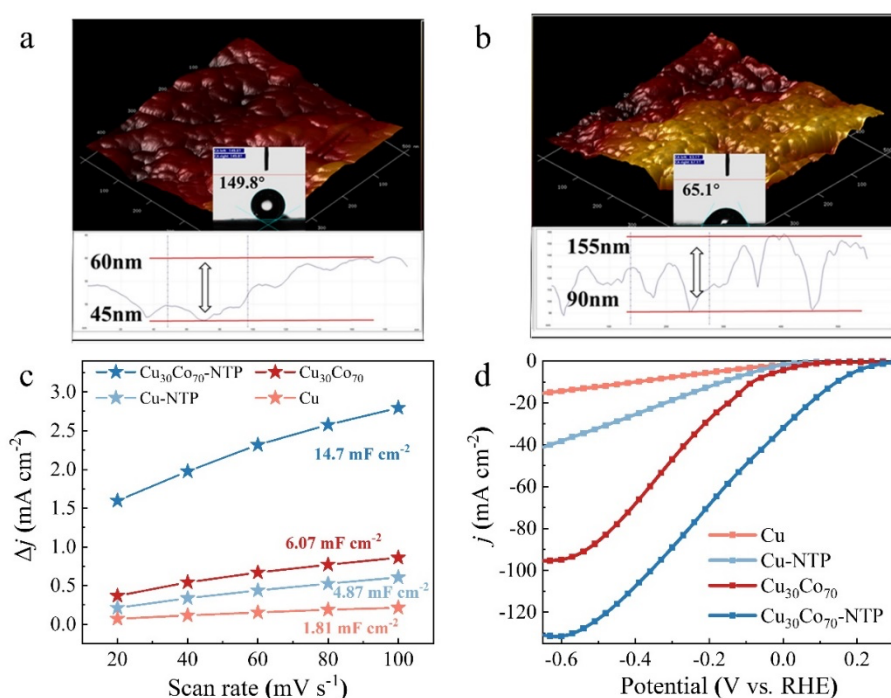 a
149.8°
60nm
45nm
b
65.1°
155nm
90nm
c
Cu₃₀Co₇₀-NTP
Cu₃₀Co₇₀
Cu-NTP
Cu
3.0
2.5
2.0
1.5
1.0
0.5
0.0
Δj (mA cm⁻²)
14.7 mF cm⁻²
6.07 mF cm⁻²
4.87 mF cm⁻²
1.81 mF cm⁻²
20 40 60 80 100
Scan rate (mV s⁻¹)
d
0
-20
-40
-60
-80
-100
-120
j (mA cm⁻²)
Cu
Cu-NTP
Cu₃₀Co₇₀
Cu₃₀Co₇₀-NTP
-0.6 -0.4 -0.2 0.0 0.2
Potential (V vs. RHE)